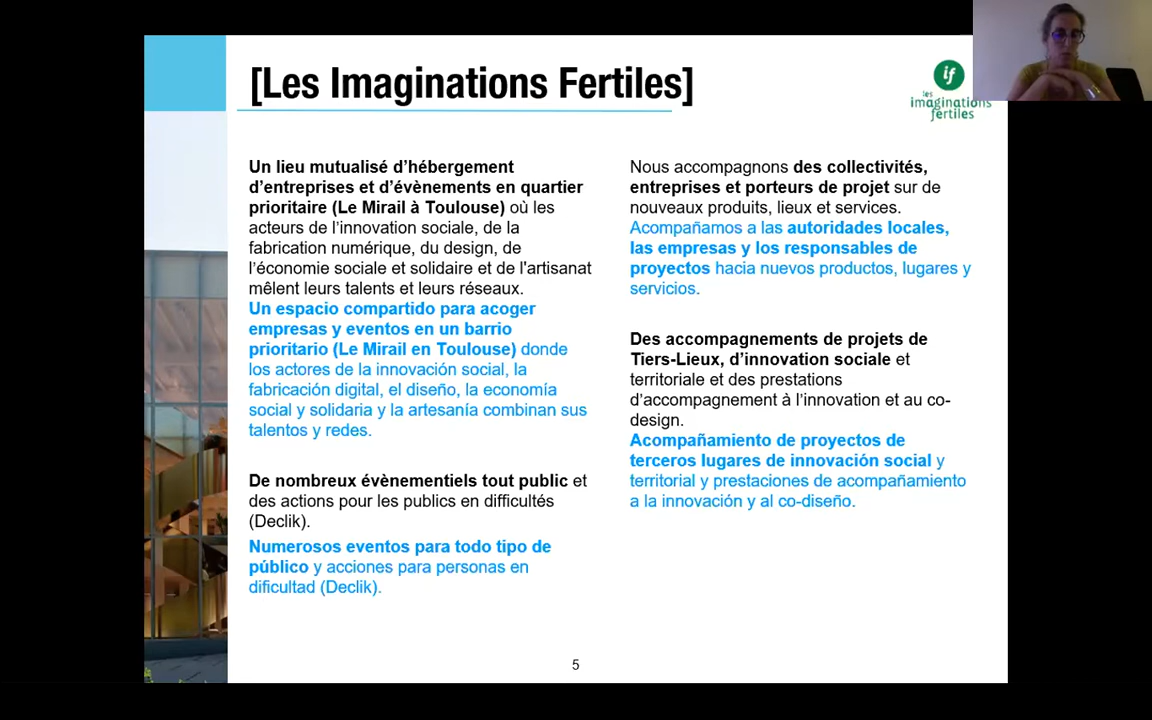 [Les Imaginations Fertiles]
if
les
imaginations
fertiles
Un lieu mutualisé d’hébergement
d’entreprises et d’évènements en quartier
prioritaire (Le Mirail à Toulouse) où les
acteurs de l’innovation sociale, de la
fabrication numérique, du design, de
l’économie sociale et solidaire et de l'artisanat
mêlent leurs talents et leurs réseaux.
Un espacio compartido para acoger
empresas y eventos en un barrio
prioritario (Le Mirail en Toulouse) donde
los actores de la innovación social, la
fabricación digital, el diseño, la economía
social y solidaria y la artesanía combinan sus
talentos y redes.
De nombreux évènementiels tout public et
des actions pour les publics en difficultés
(Declik).
Numerosos eventos para todo tipo de
público y acciones para personas en
dificultad (Declik).
Nous accompagnons des collectivités,
entreprises et porteurs de projet sur de
nouveaux produits, lieux et services.
Acompañamos a las autoridades locales,
las empresas y los responsables de
proyectos hacia nuevos productos, lugares y
servicios.
Des accompagnements de projets de
Tiers-Lieux, d’innovation sociale et
territoriale et des prestations
d’accompagnement à l’innovation et au co-
design.
Acompañamiento de proyectos de
terceros lugares de innovación social y
territorial y prestaciones de acompañamiento
a la innovación y al co-diseño.
5